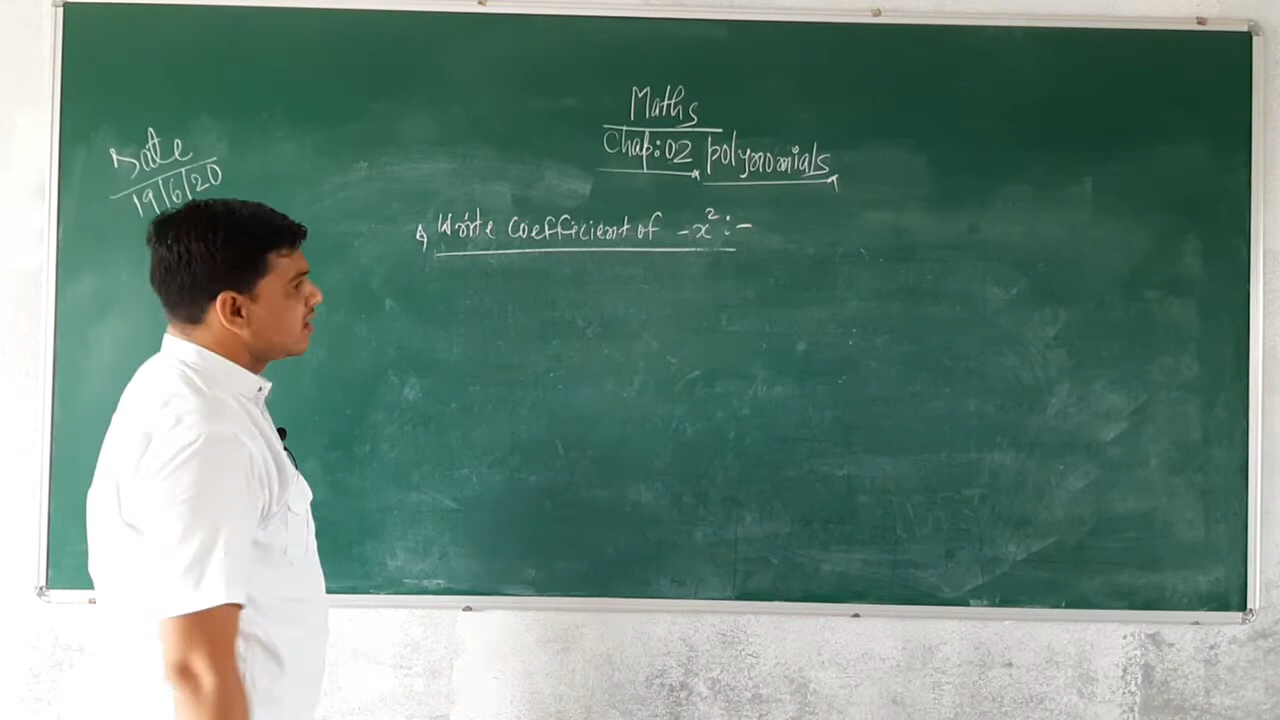 Maths
Chap:02 polynomials
Date
19/6/20
Write coefficient of -x²:-